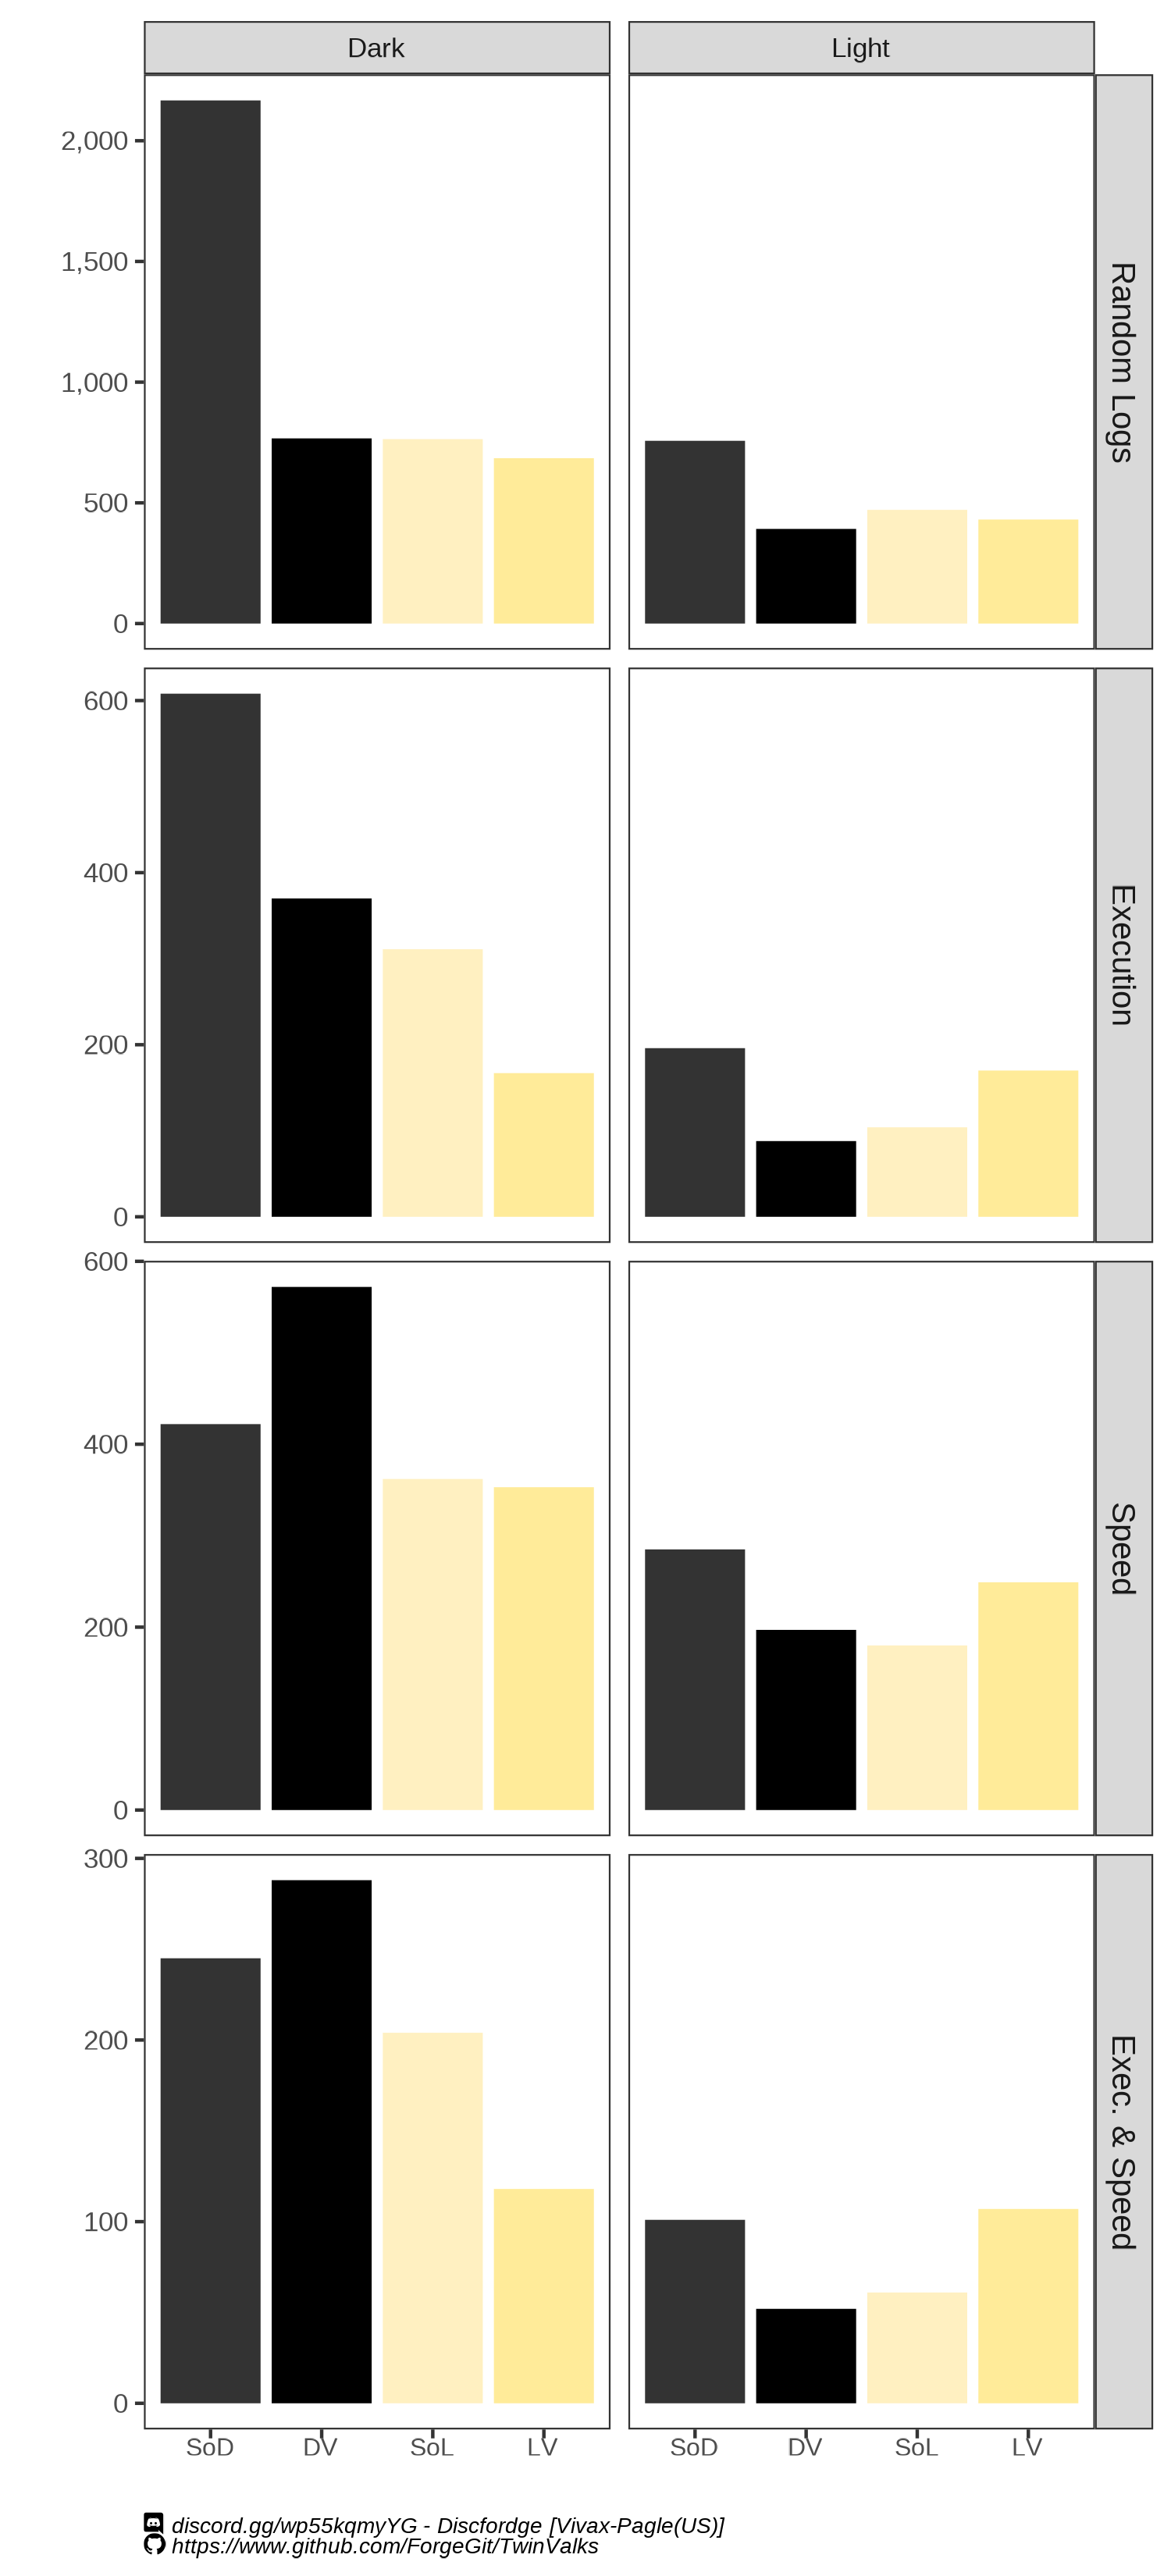 Dark Light
2,000
1,500
1,000
500
0
Random Logs
600
400
200
0
Execution
600
400
200
0
Speed
300
200
100
0
Exec. & Speed
SoD DV SoL LV SoD DV SoL LV
discord.gg/wp55kqmyYG - Discfordge [Vivax-Pagle(US)]
https://www.github.com/ForgeGit/TwinValks